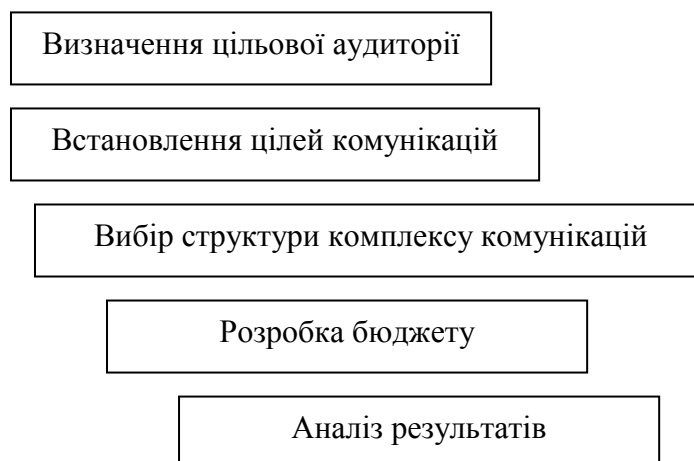 Визначення цільової аудиторії
Встановлення цілей комунікацій
Вибір структури комплексу комунікацій
Розробка бюджету
Аналіз результатів